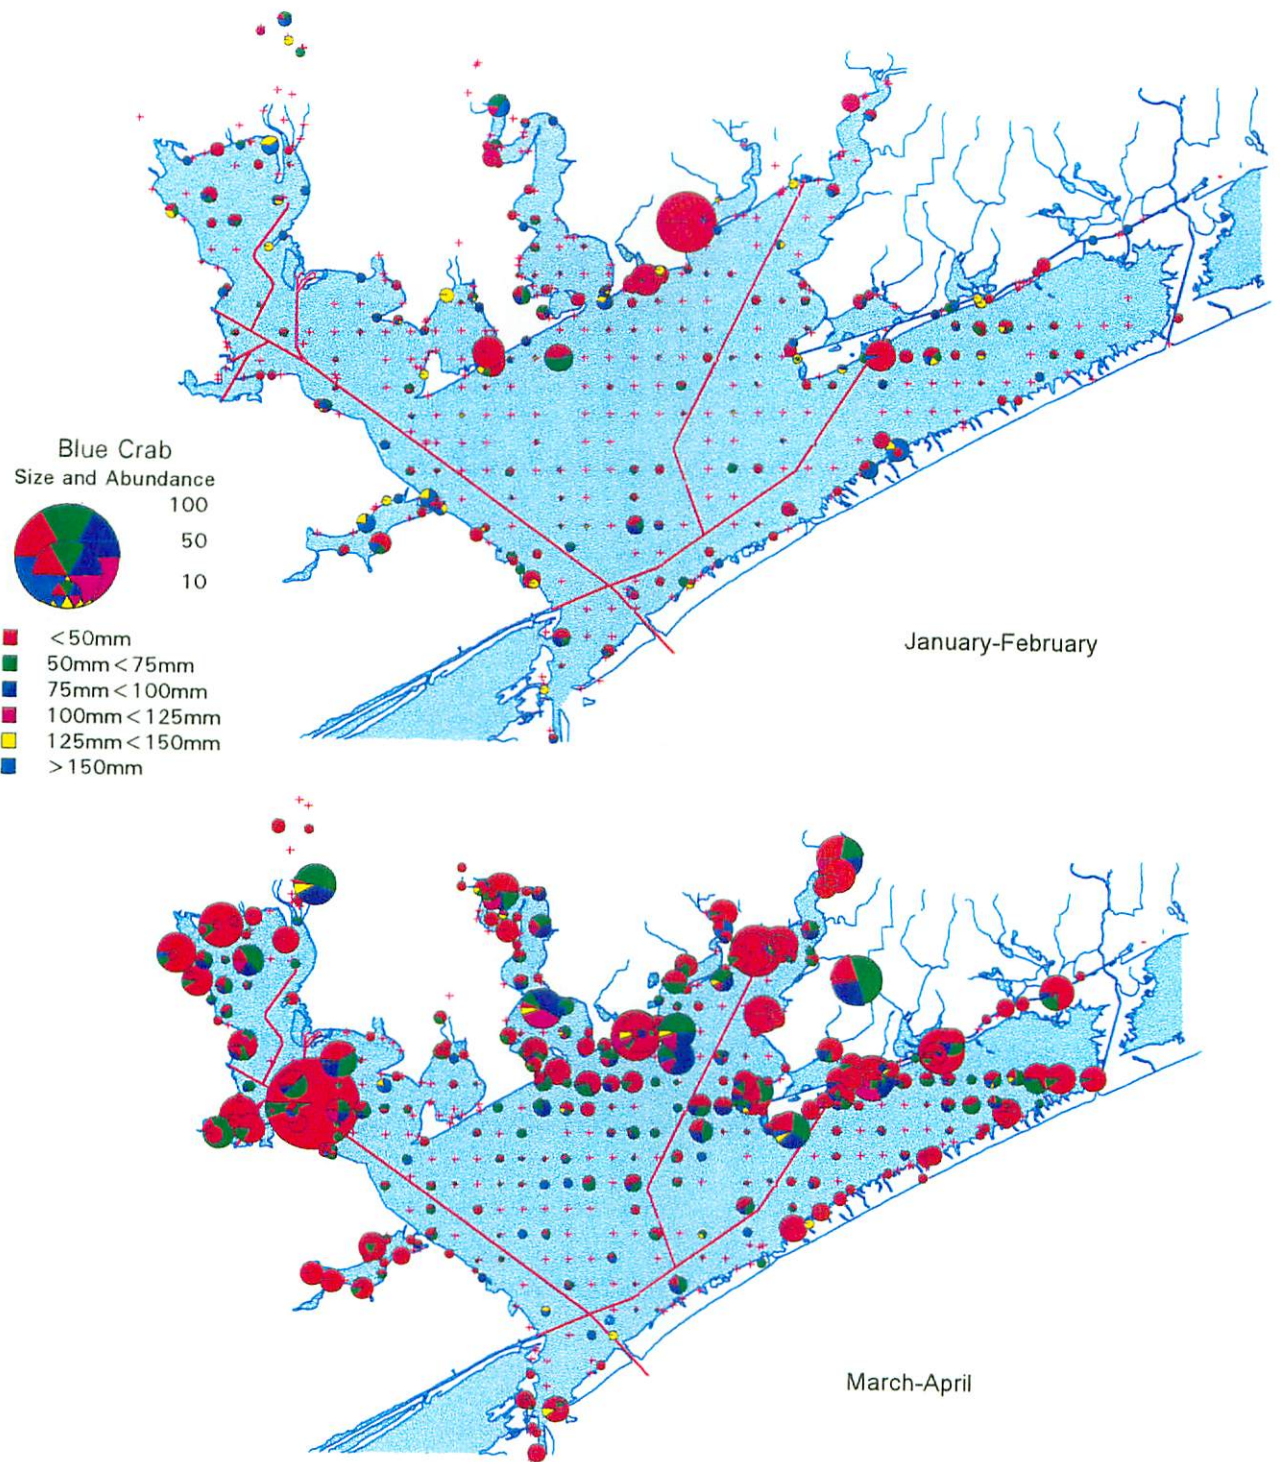 Blue Crab
Size and Abundance
100
50
10
<50mm
50mm<75mm
75mm<100mm
100mm<125mm
125mm<150mm
>150mm
January-February
March-April